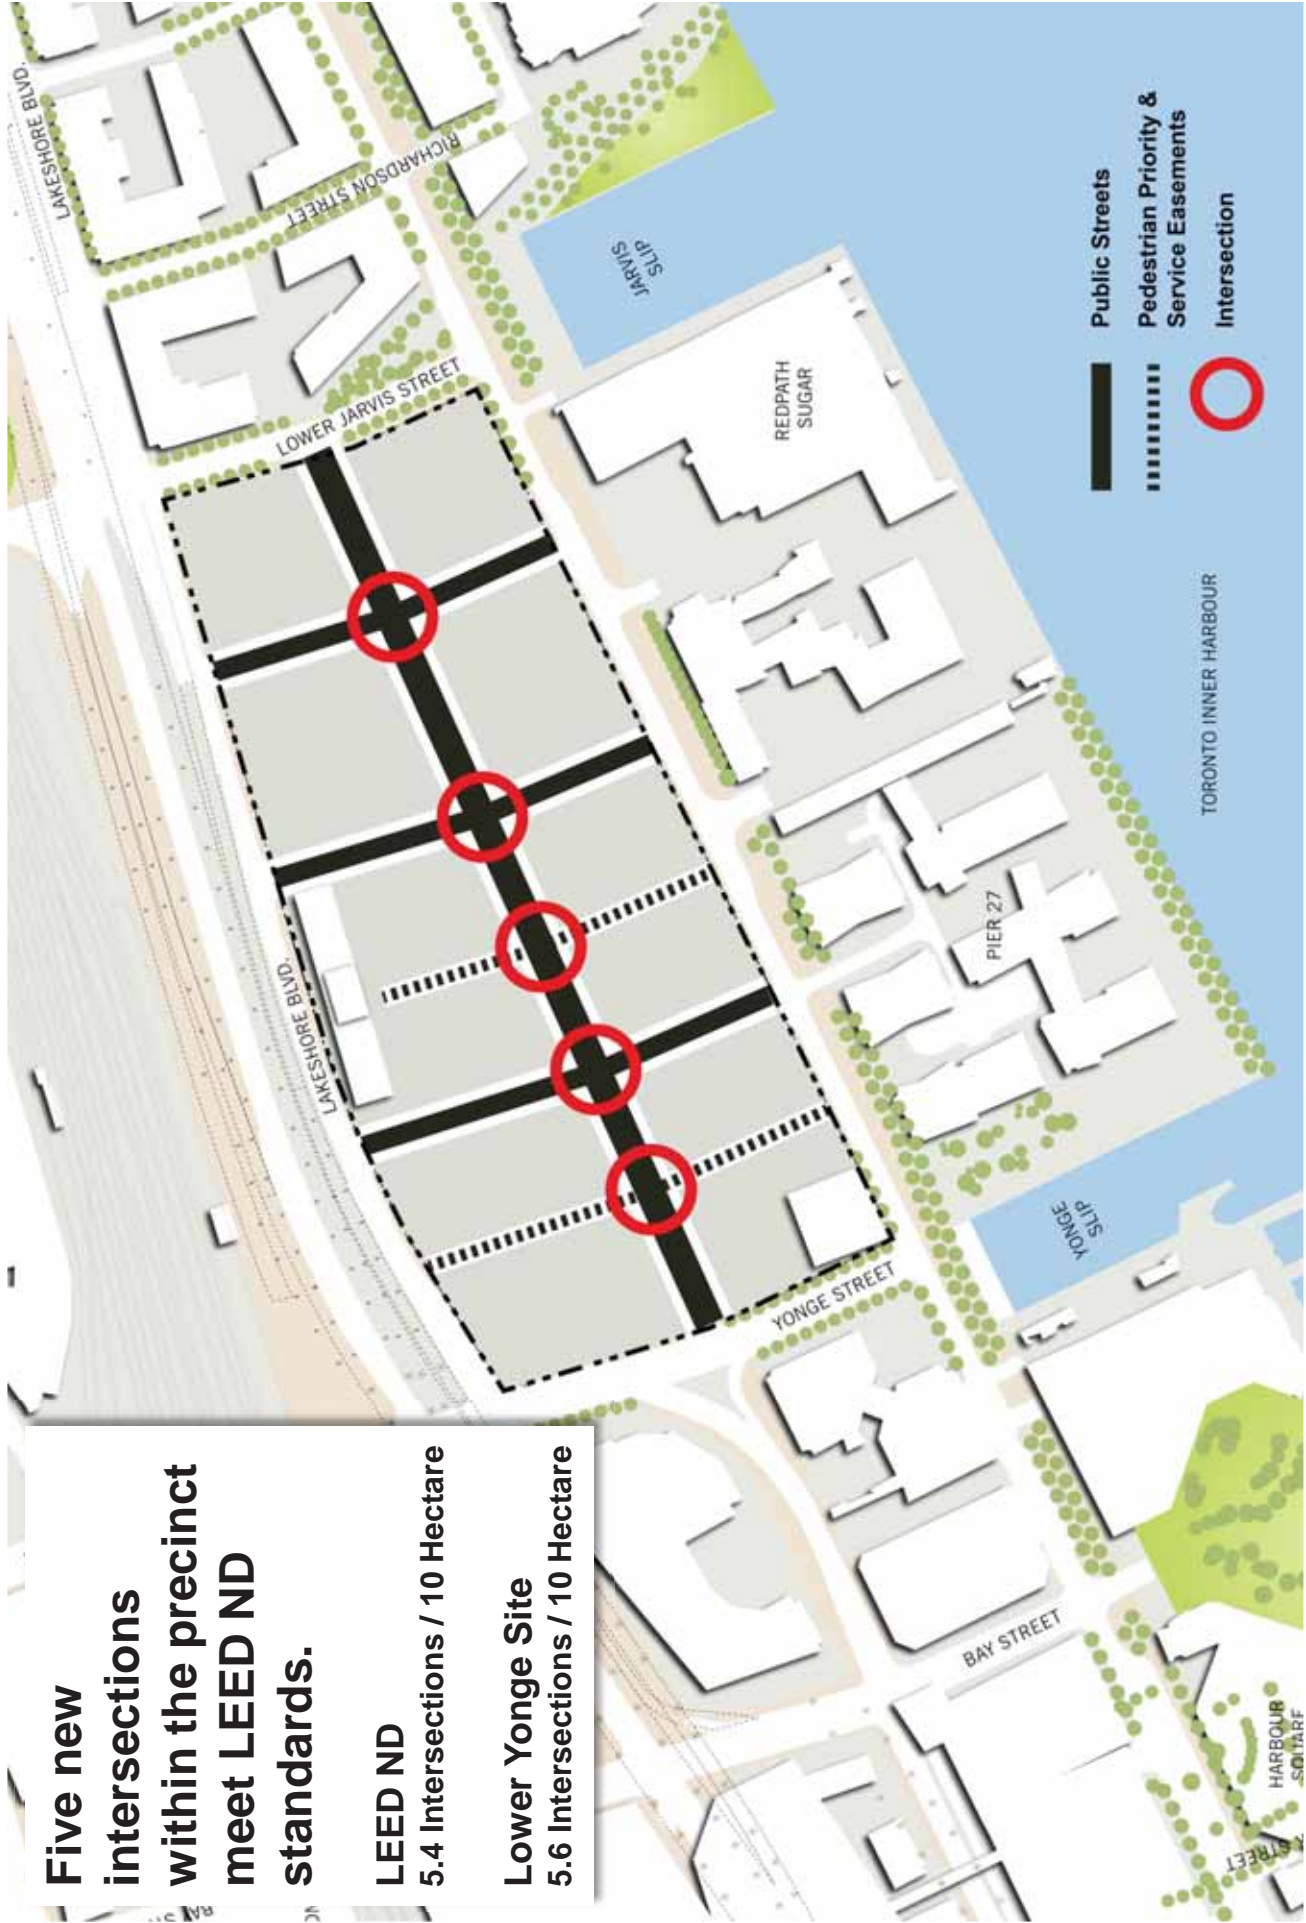 Five new
intersections
within the precinct
meet LEED ND
standards.
LEED ND
5.4 Intersections / 10 Hectare
Lower Yonge Site
5.6 Intersections / 10 Hectare
LAKESHORE BLVD.
LAKESHORE BLVD.
RICHARDSON STREET
LOWER JARVIS STREET
JARVIS
SLIP
REDPATH
SUGAR
PIER 27
YONGE STREET
YONGE
SLIP
BAY STREET
HARBOUR
SQUARE
STREET
TORONTO INNER HARBOUR
Public Streets
Pedestrian Priority &
Service Easements
Intersection